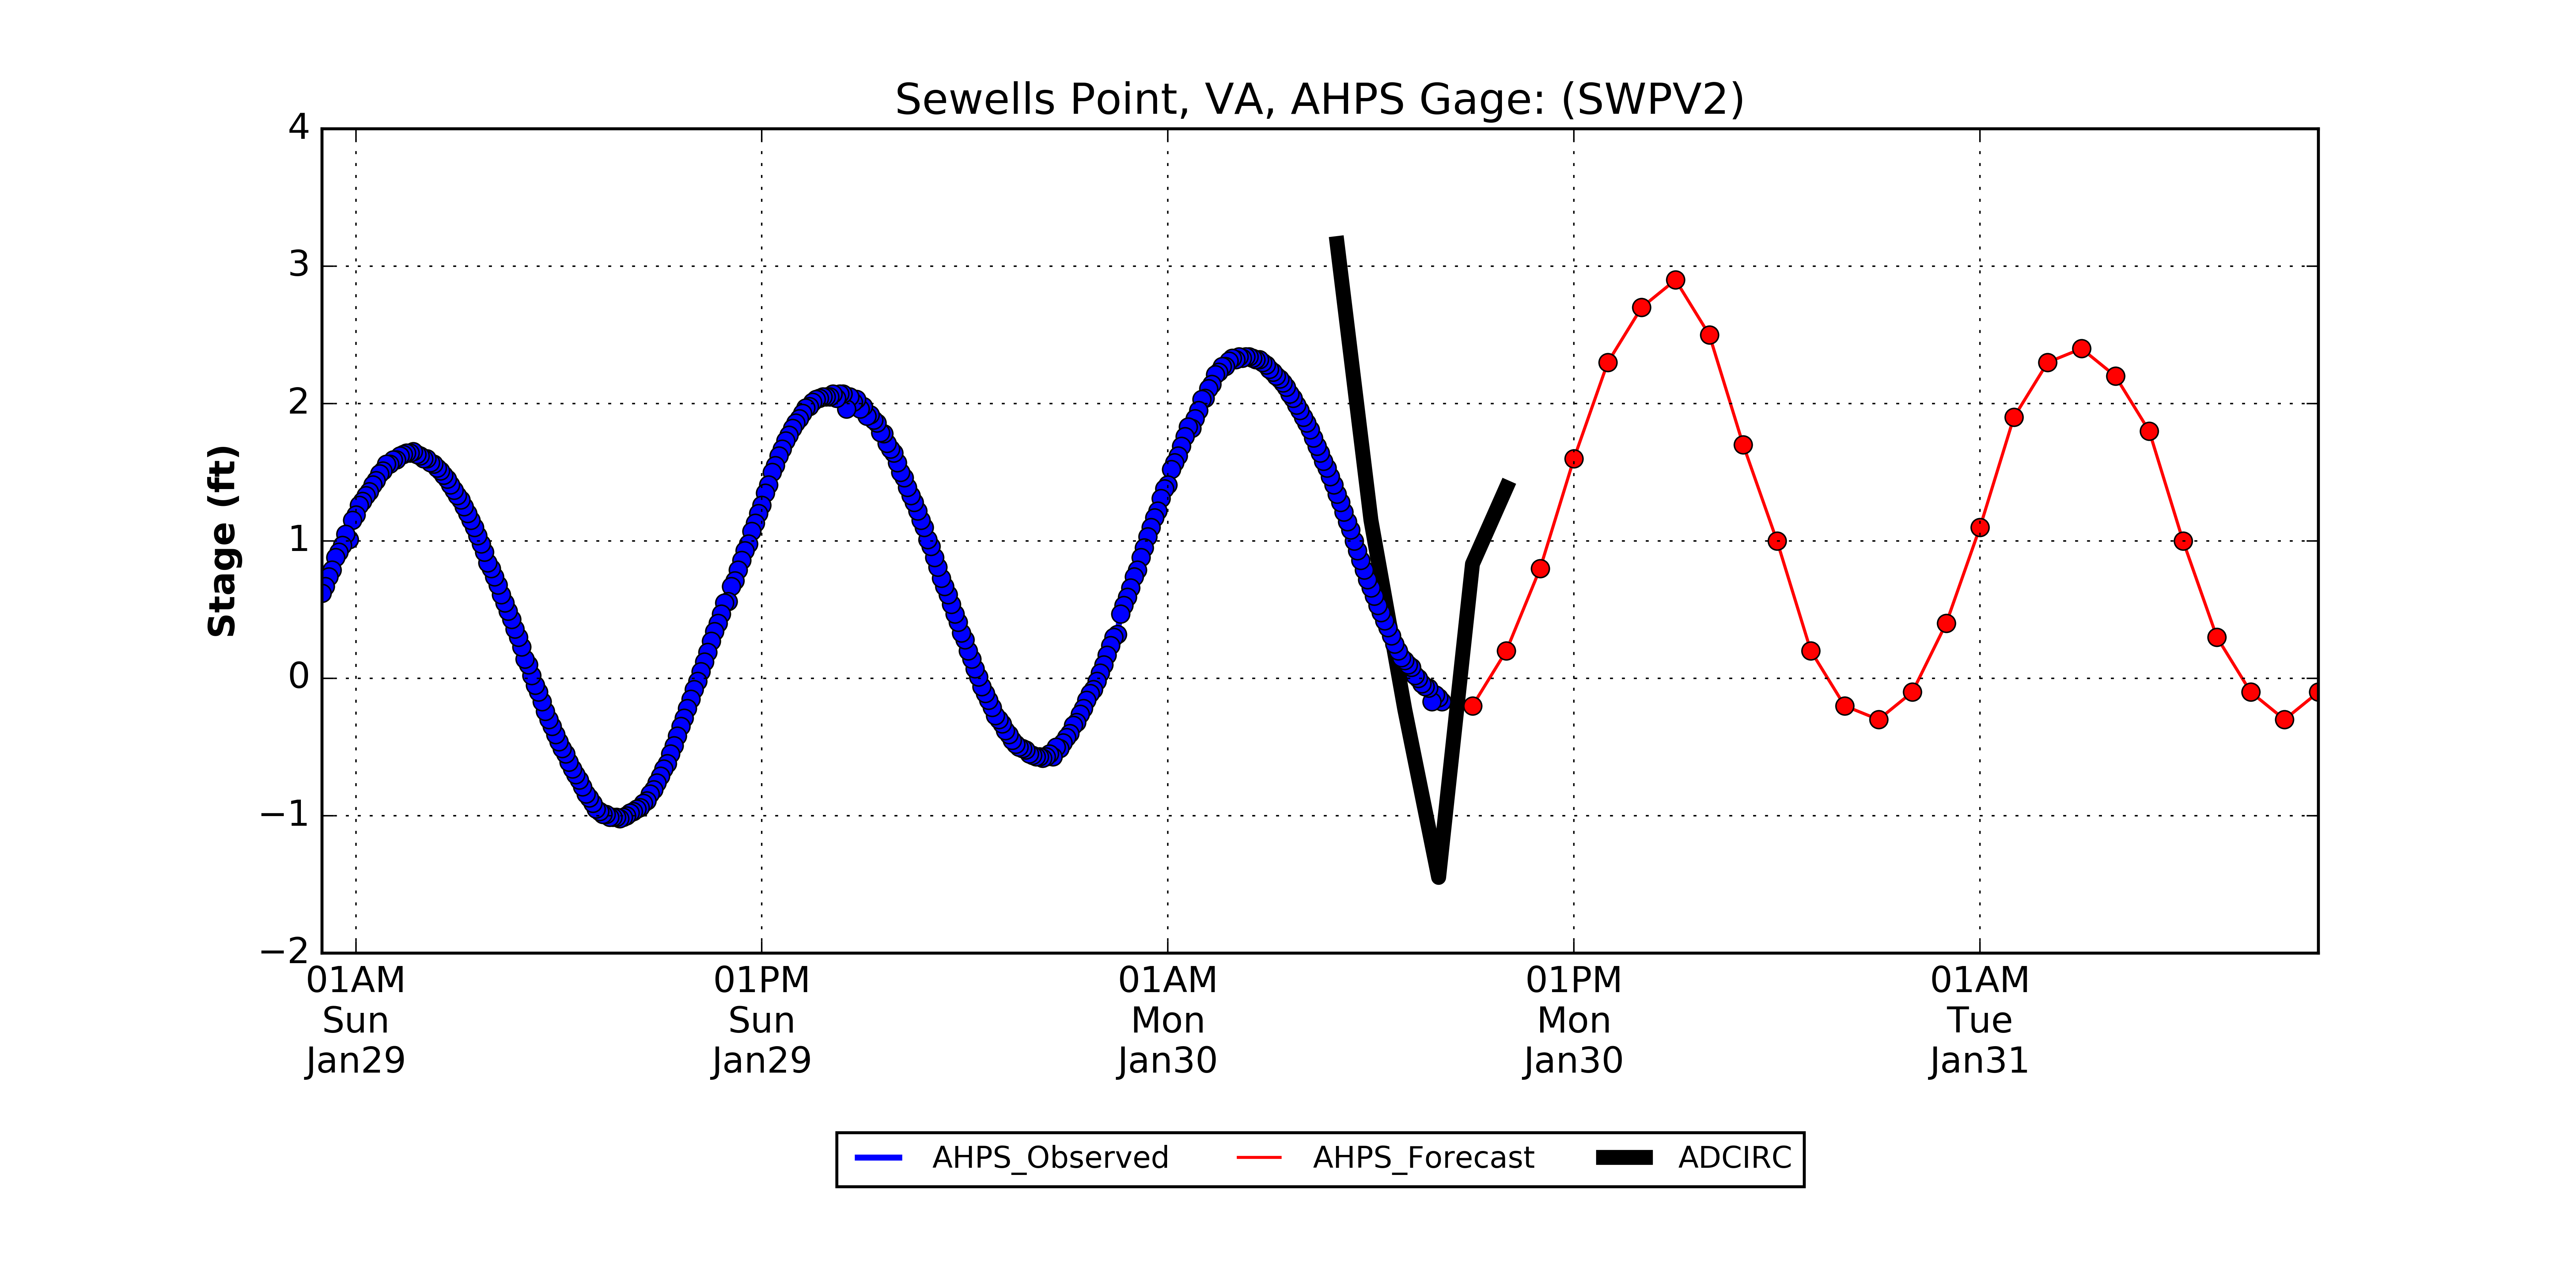 Sewells Point, VA, AHPS Gage: (SWPV2)
Stage (ft)
4
3
2
1
0
−1
−2
01AM
Sun
Jan29
01PM
Sun
Jan29
01AM
Mon
Jan30
01PM
Mon
Jan30
01AM
Tue
Jan31
AHPS_Observed
AHPS_Forecast
ADCIRC